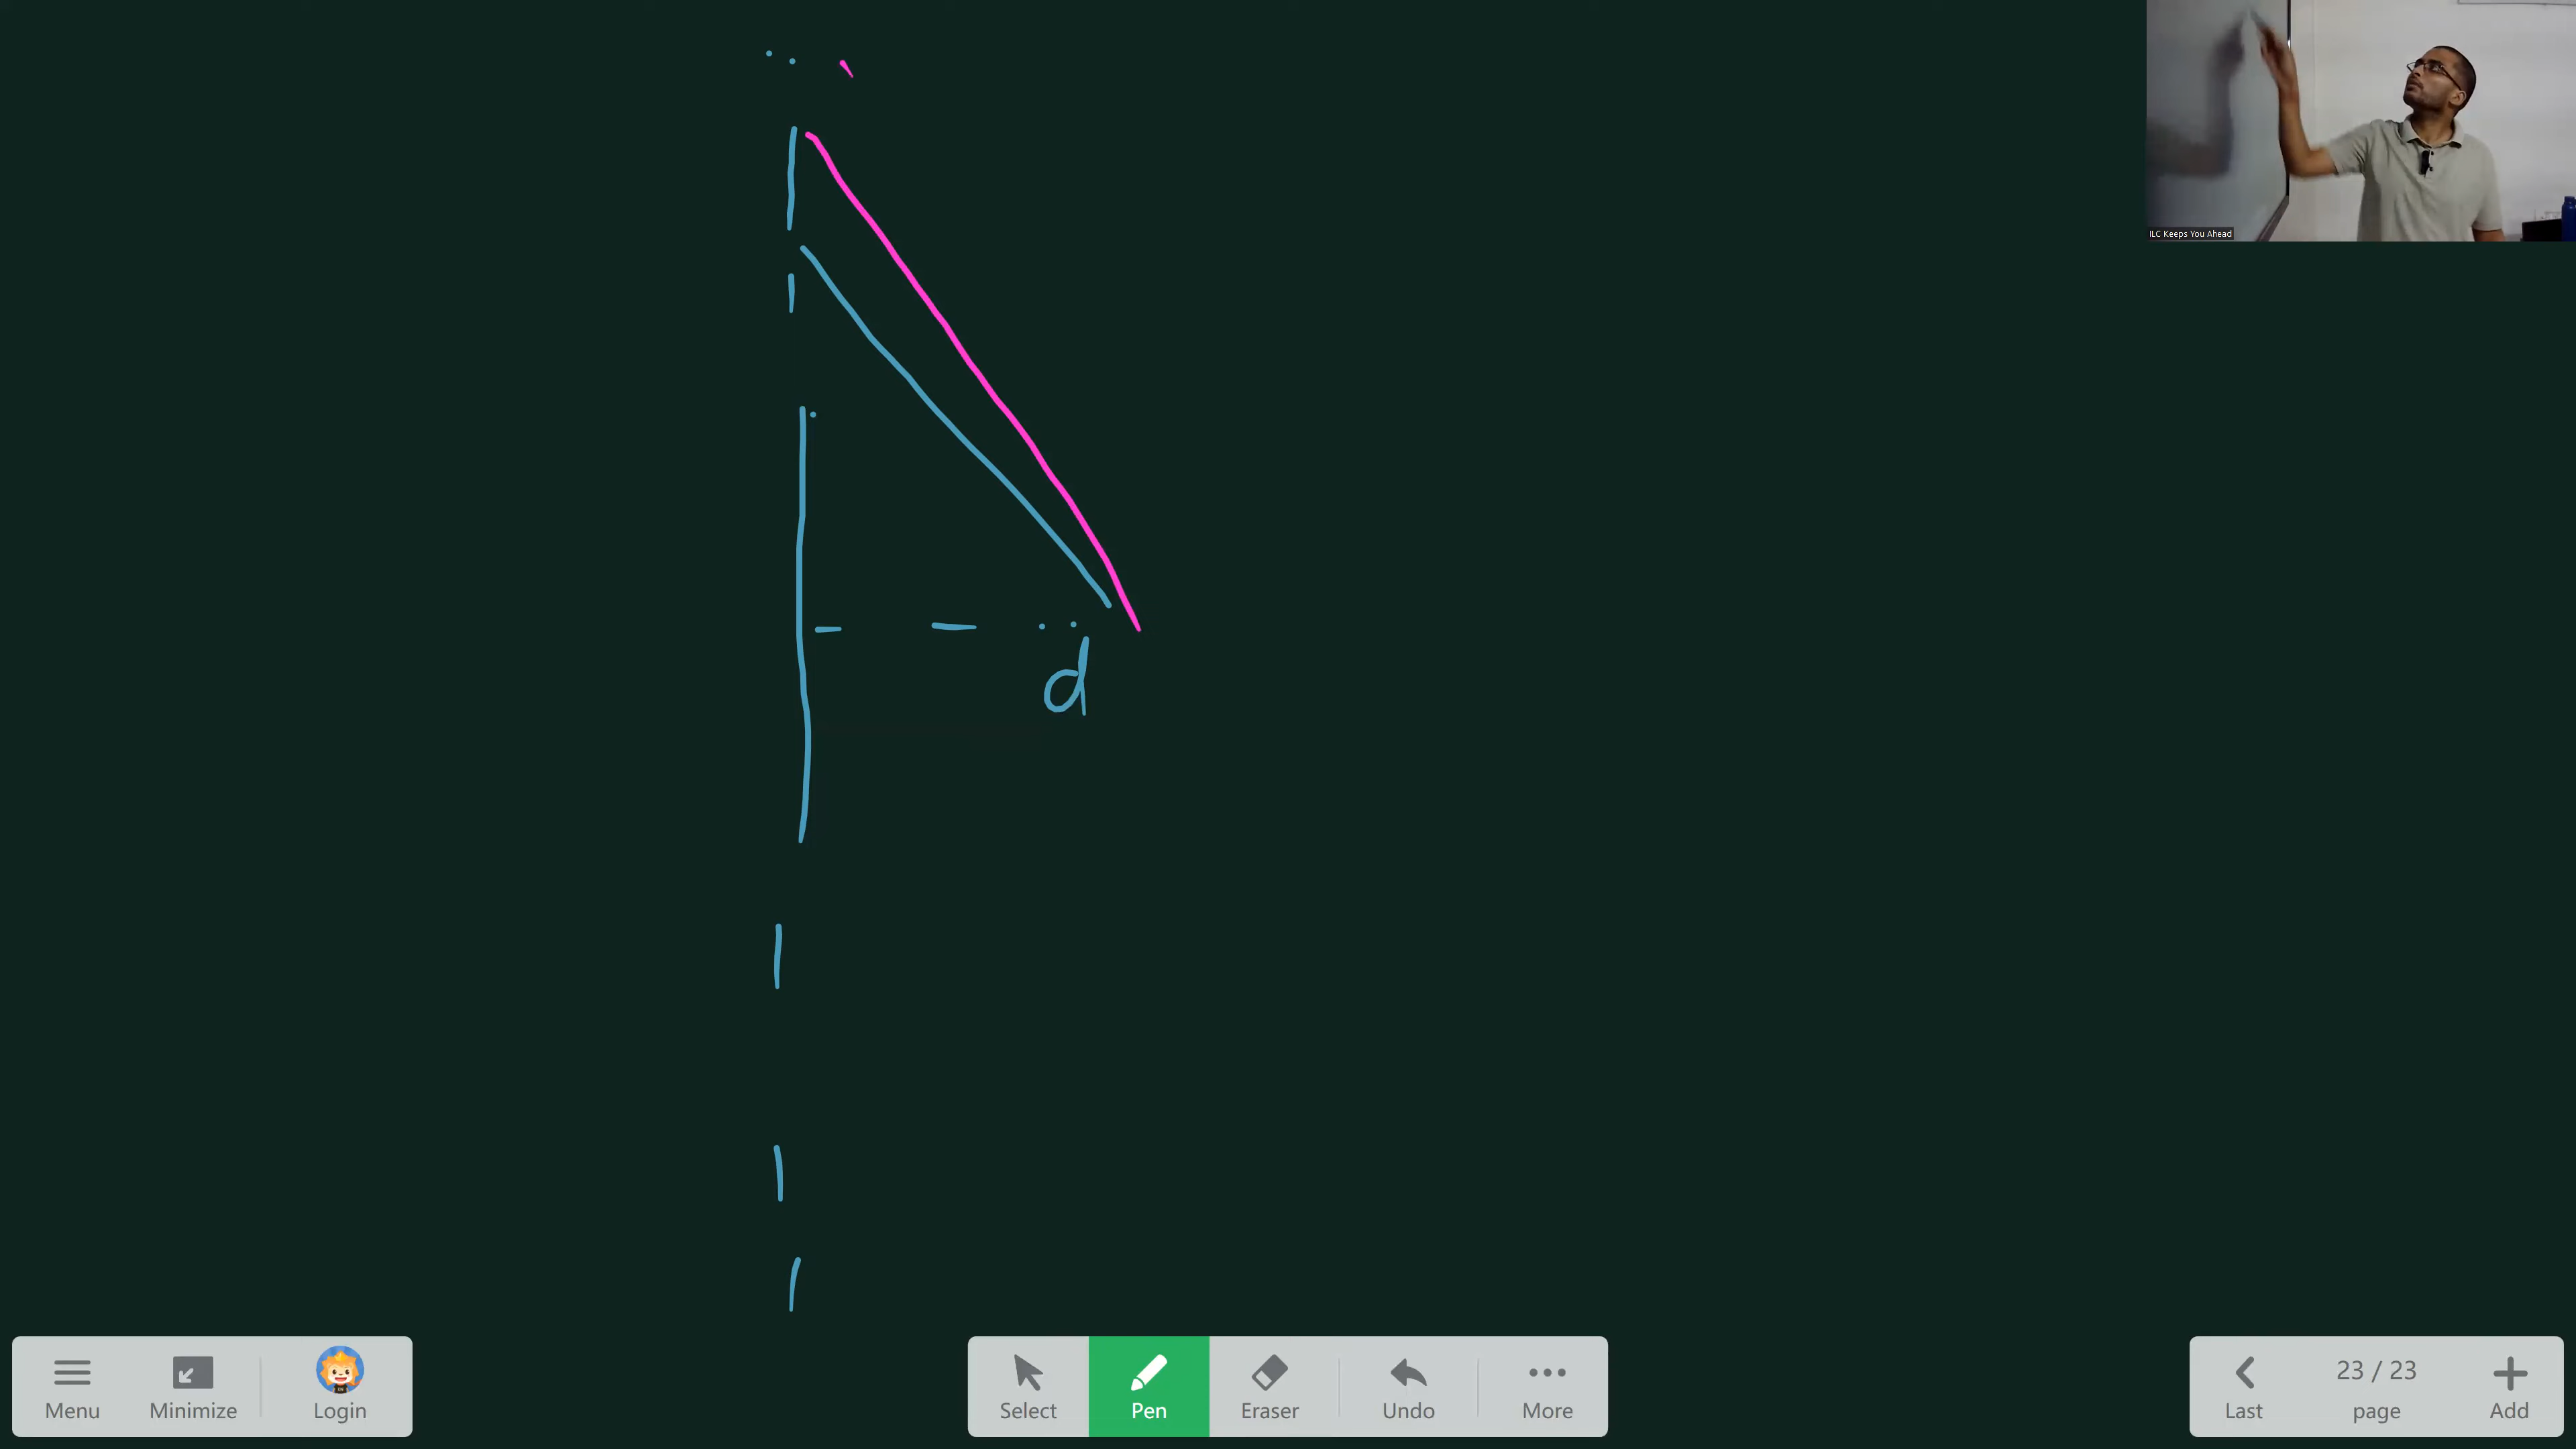 ILC Keeps You Ahead
d
Menu
Minimize
Login
Select
Pen
Eraser
Undo
More
Last
23 / 23
page
Add